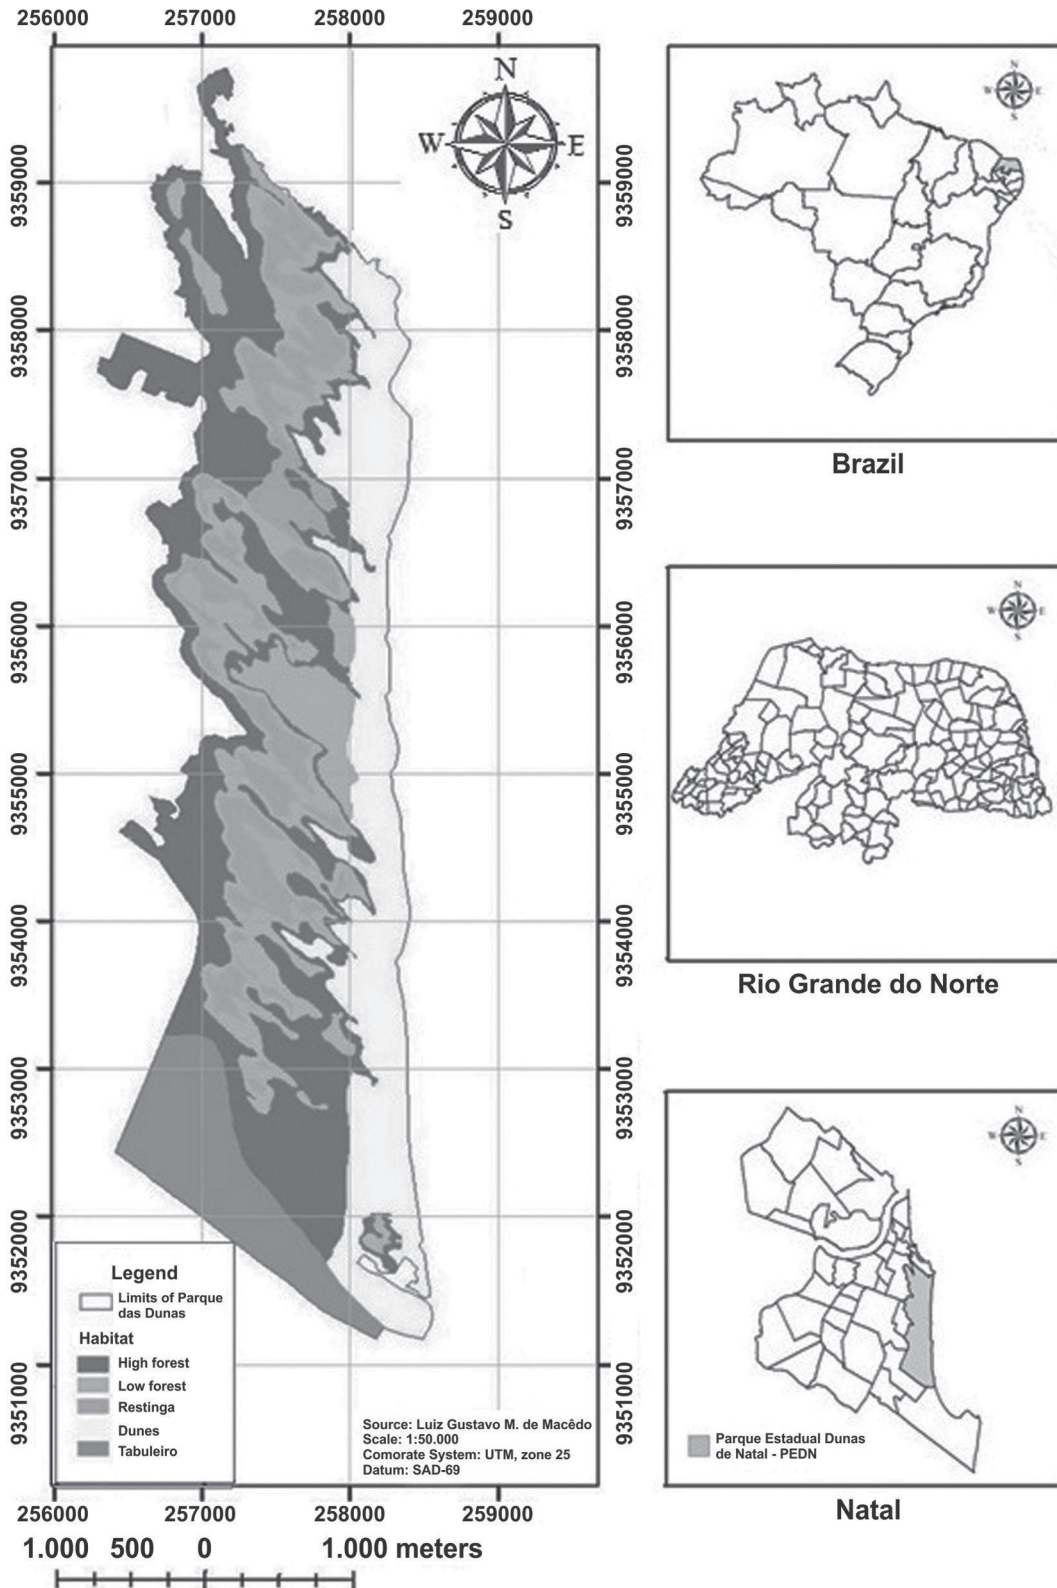 256000 257000 258000 259000
N
W E
S
9359000
9358000
9357000
9356000
9355000
9354000
9353000
9352000
9351000
9359000
9358000
9357000
9356000
9355000
9354000
9353000
9352000
9351000
Legend
Limits of Parque
das Dunas
Habitat
High forest
Low forest
Restinga
Dunes
Tabuleiro
Source: Luiz Gustavo M. de Macêdo
Scale: 1:50.000
Comorate System: UTM, zone 25
Datum: SAD-69
256000 257000 258000 259000
1.000 500 0 1.000 meters
N
W E
S
Brazil
N
W E
S
Rio Grande do Norte
N
W E
S
Parque Estadual Dunas
de Natal - PEDN
Natal